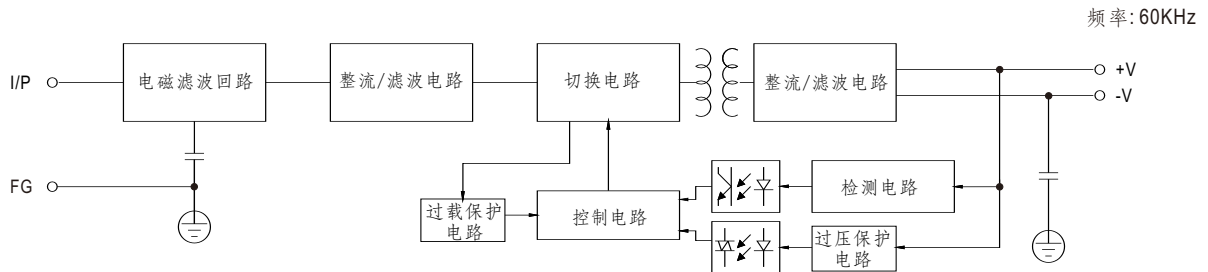 频率: 60KHz
I/P
电磁滤波回路
整流/滤波电路
切换电路
整流/滤波电路
+V
-V
FG
过载保护
电路
控制电路
检测电路
过压保护
电路